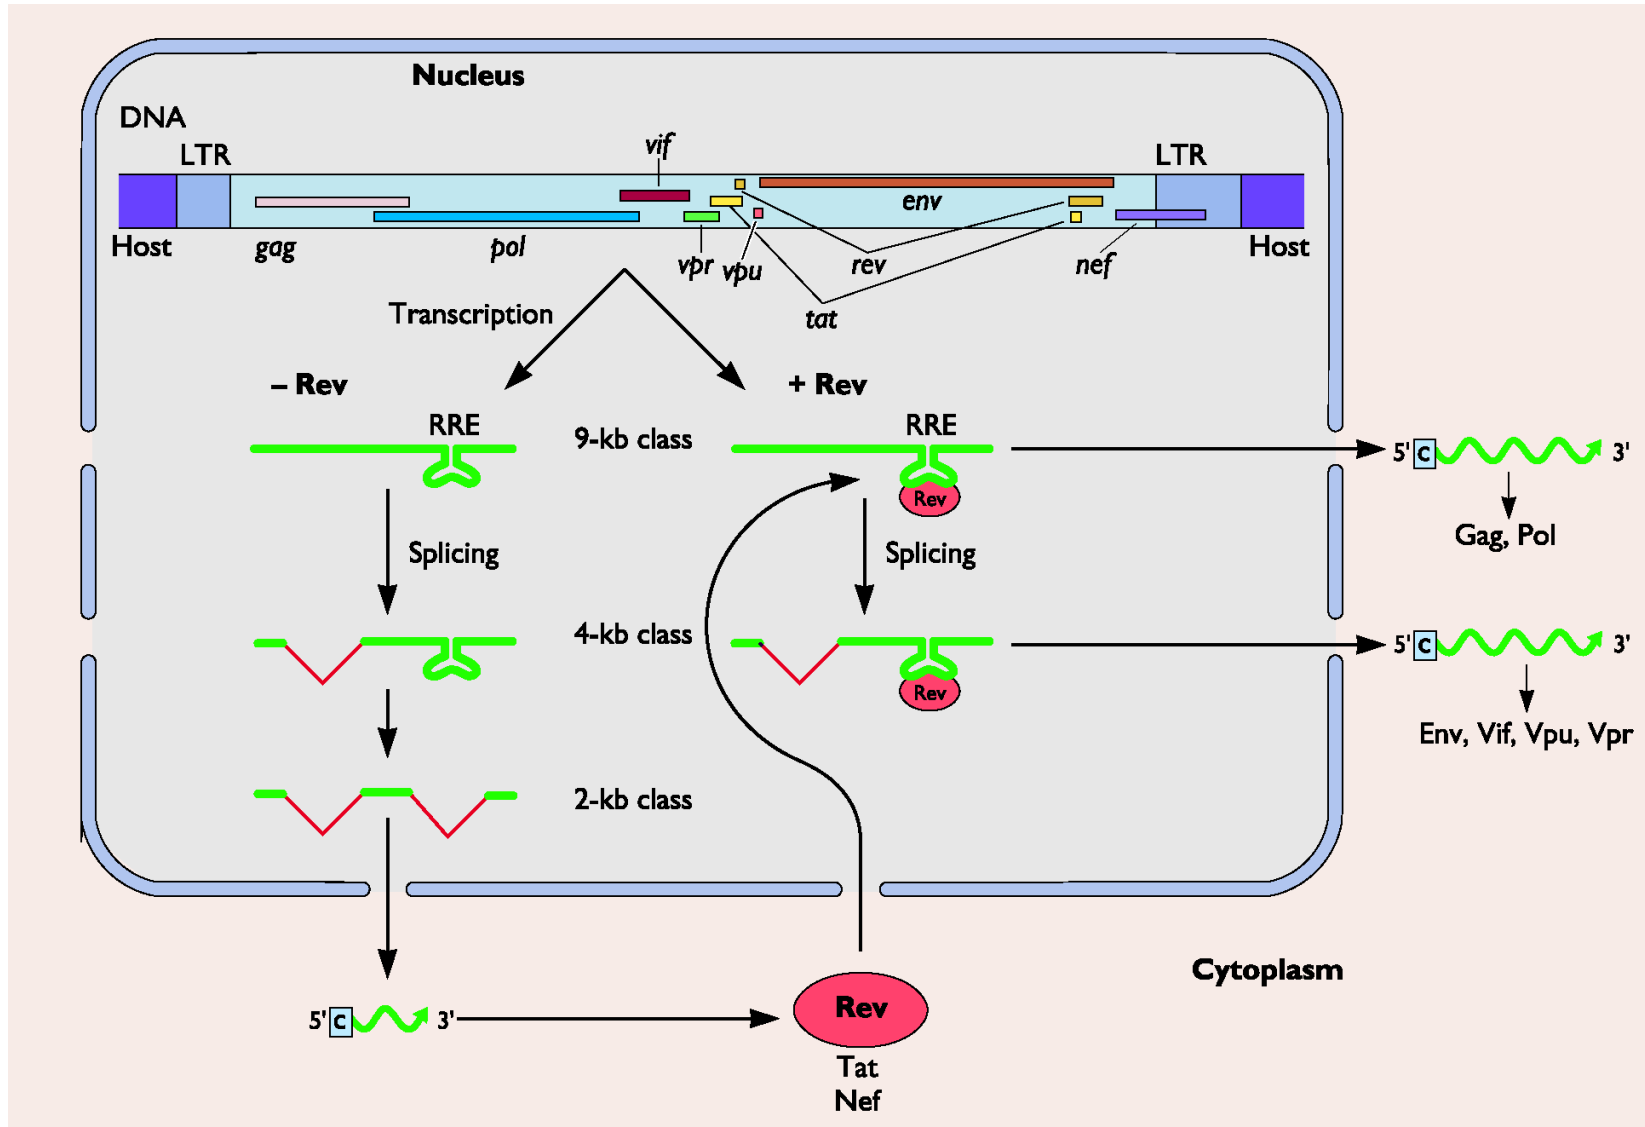 Nucleus
DNA
LTR
vif
LTR
env
Host
gag
pol
vpr
vpu
rev
nef
Host
tat
Transcription
– Rev
+ Rev
RRE
9-kb class
RRE
Rev
5' C 3'
Gag, Pol
Splicing
Splicing
4-kb class
Rev
5' C 3'
Env, Vif, Vpu, Vpr
2-kb class
Cytoplasm
5' C 3'
Rev
Tat
Nef